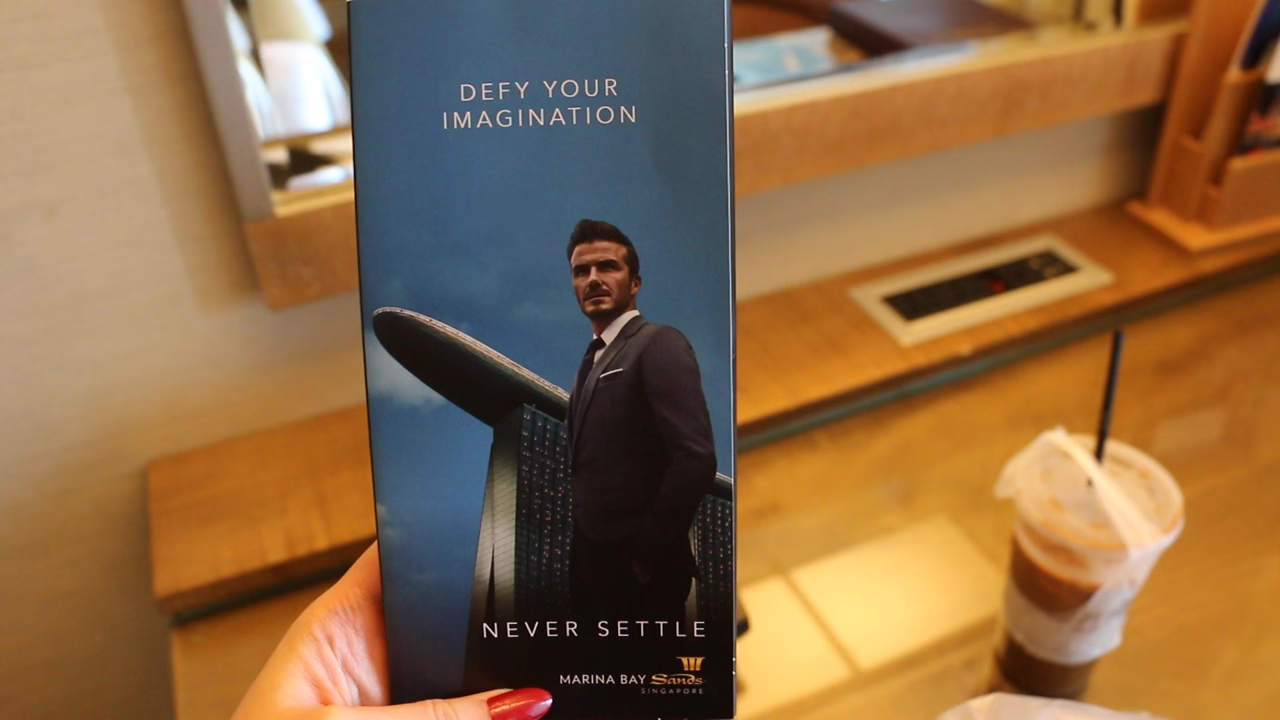 DEFY YOUR
IMAGINATION
NEVER SETTLE
MARINA BAY Sands
SINGAPORE